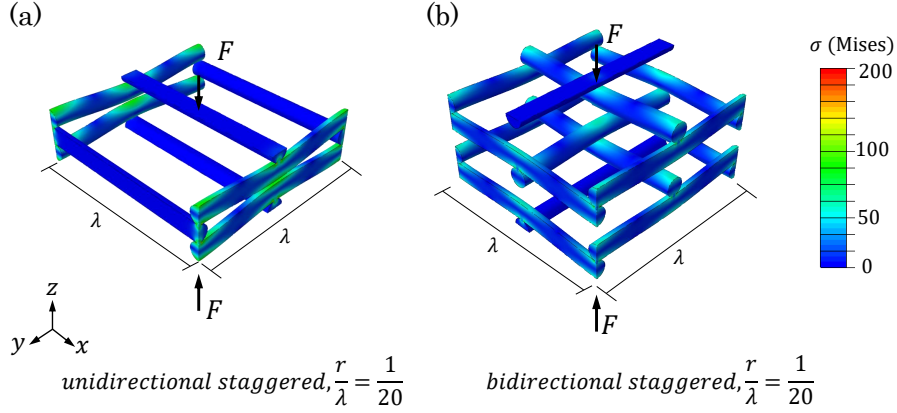 (a)
(b)
F
F
σ (Mises)
200
100
50
0
λ
λ
λ
λ
F
F
z
y
x
unidirectional staggered, r/λ = 1/20
bidirectional staggered, r/λ = 1/20